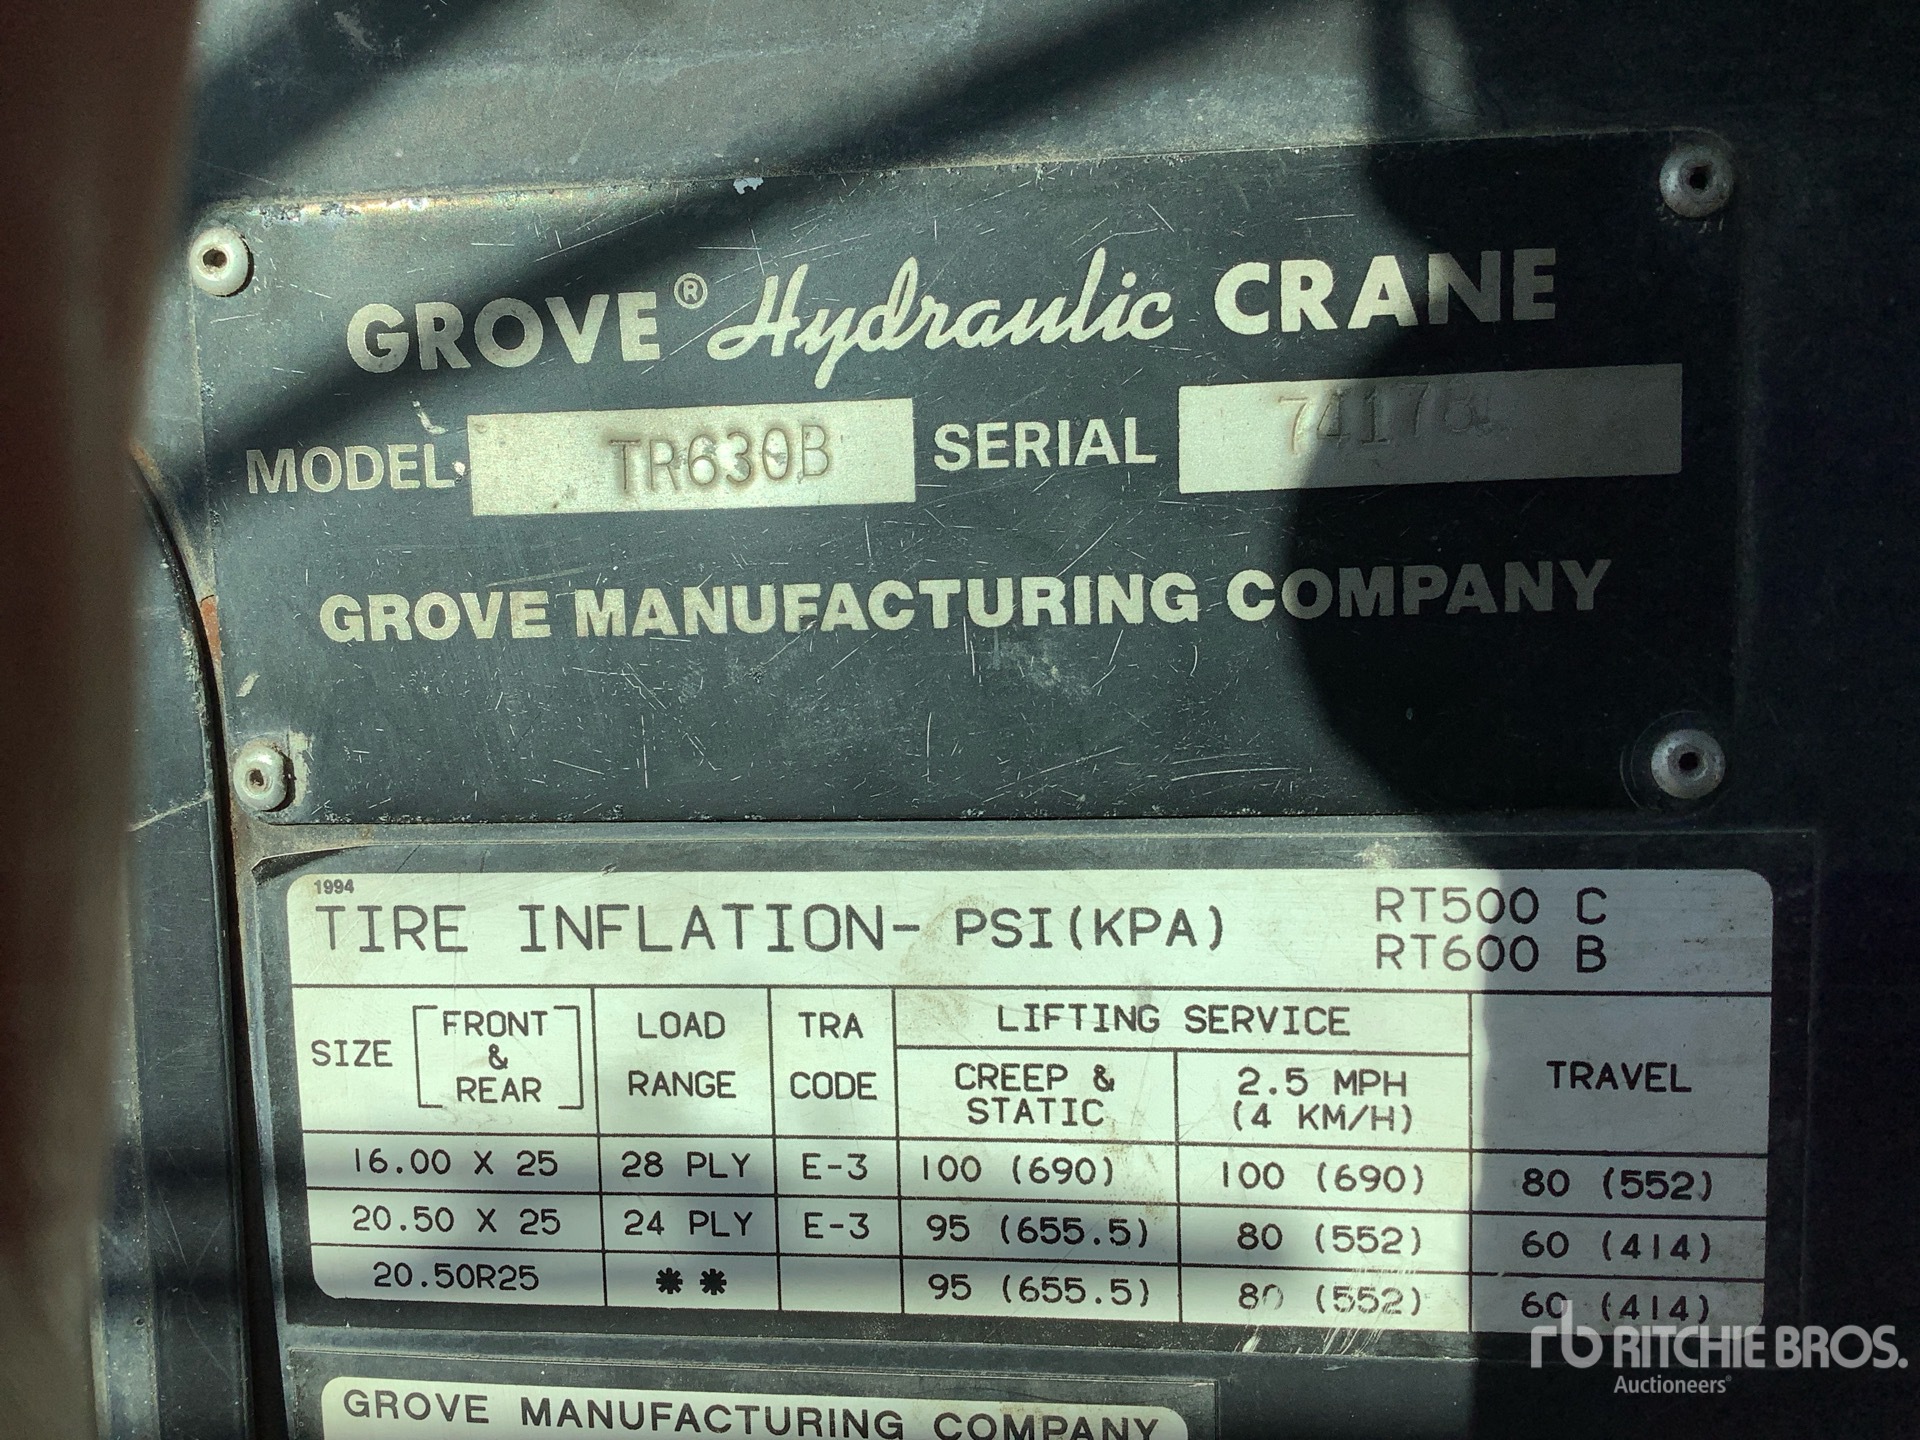 GROVE® Hydraulic CRANE
MODEL TR630B SERIAL 74178
GROVE MANUFACTURING COMPANY
1994
TIRE INFLATION- PSI(KPA) RT500 C
RT600 B
SIZE FRONT & REAR LOAD RANGE TRA CODE LIFTING SERVICE TRAVEL
CREEP & STATIC 2.5 MPH (4 KM/H)
16.00 X 25 28 PLY E-3 100 (690) 100 (690) 80 (552)
20.50 X 25 24 PLY E-3 95 (655.5) 80 (552) 60 (414)
20.50R25 ** 95 (655.5) 80 (552) 60 (414)
rb RITCHIE BROS.
Auctioneers®
GROVE MANUFACTURING COMPANY